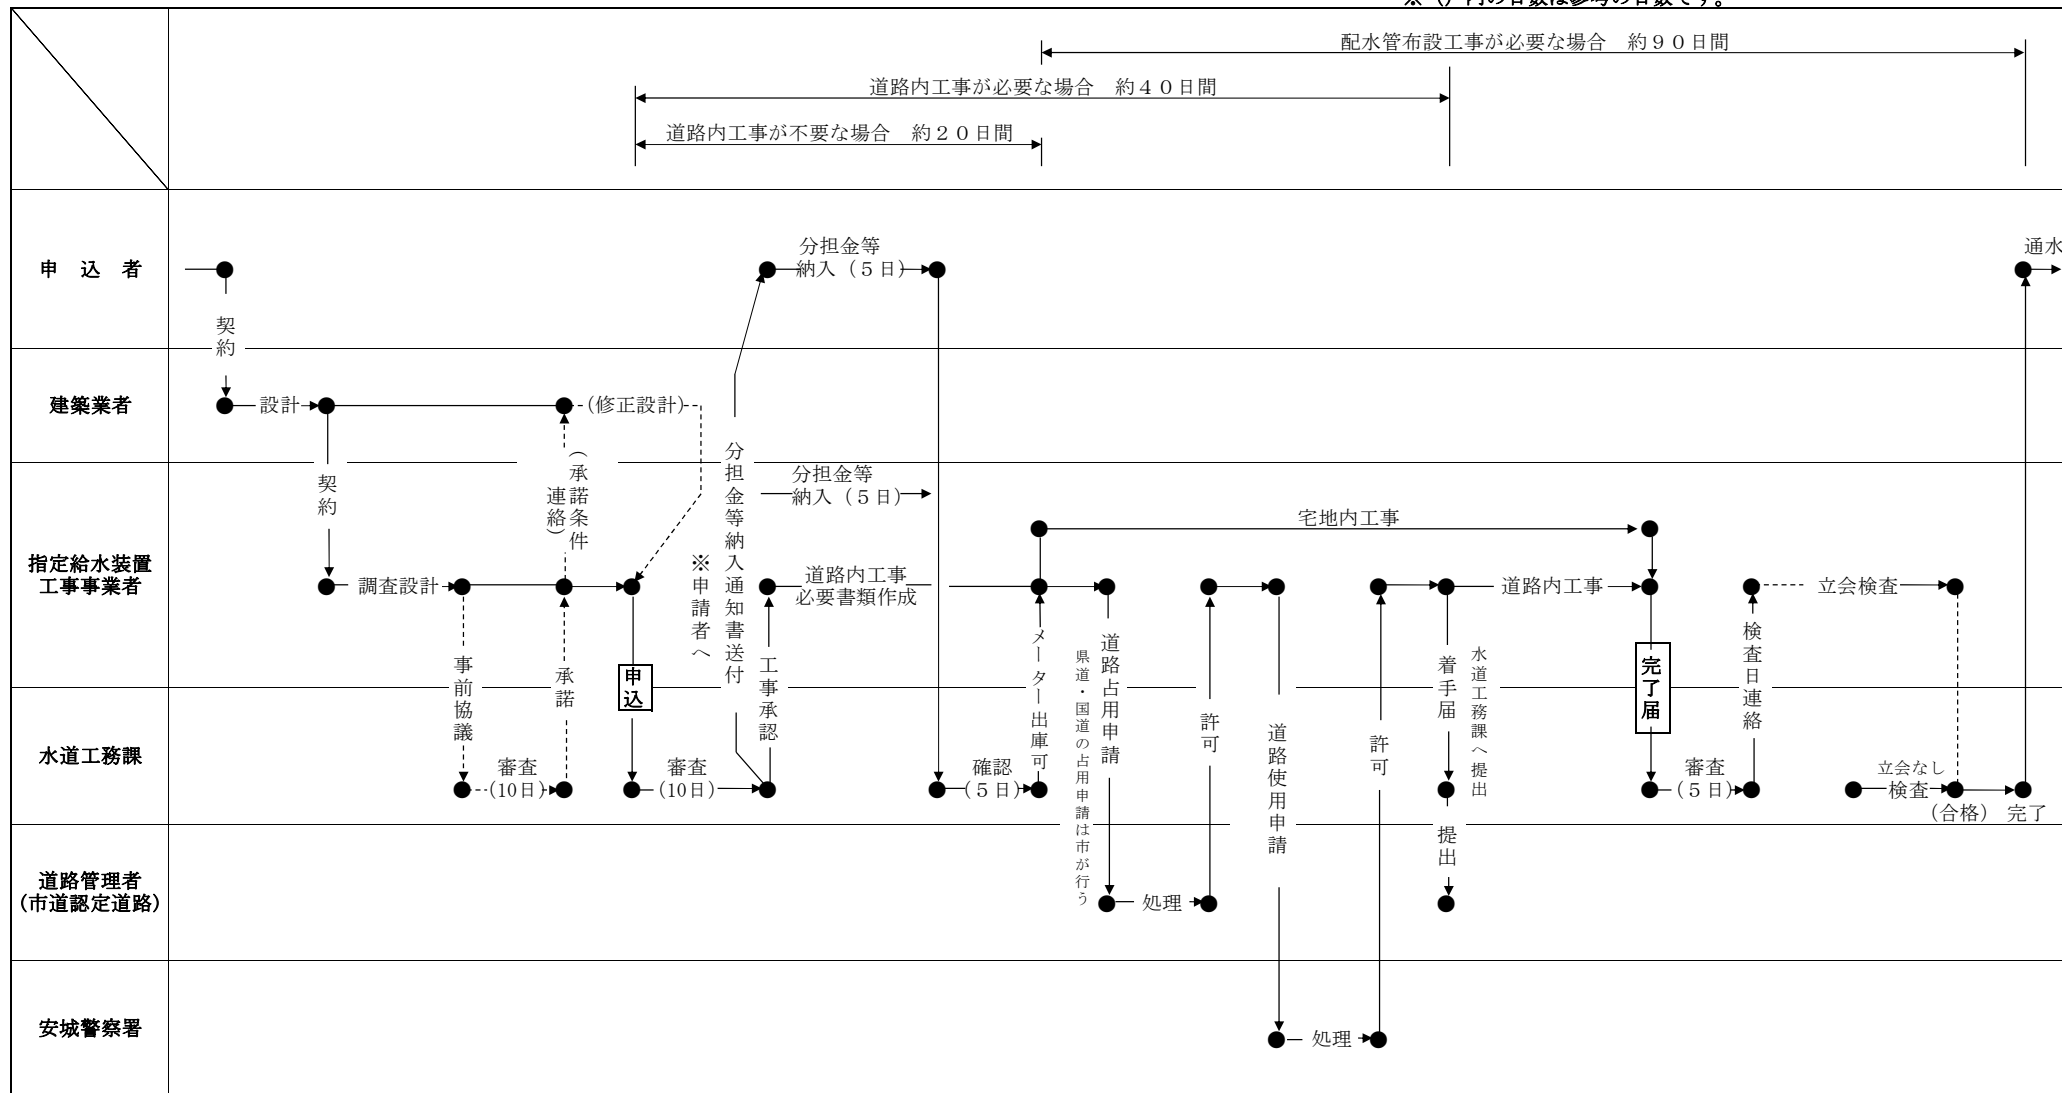 ※（）内の日数は参考の日数です。
配水管布設工事が必要な場合　約９０日間
道路内工事が必要な場合　約４０日間
道路内工事が不要な場合　約２０日間
申　込　者
契約
分担金等
納入（５日）
通水
建築業者
設計
(修正設計)
契約
（承諾条件
連絡）
分担金等納入通知書送付
※申請者へ
指定給水装置
工事事業者
調査設計
分担金等
納入（５日）
道路内工事
必要書類作成
宅地内工事
道路内工事
立会検査
事前協議
承諾
申込
工事承認
メーター出庫可
道路占用申請
県道・国道の占用申請は市が行う
許可
道路使用申請
許可
着手届
水道工務課へ提出
完了届
検査日連絡
水道工務課
審査
(10日)
審査
(10日)
確認
(５日)
審査
(５日)
立会なし
検査
（合格）
完了
提出
道路管理者
(市道認定道路)
処理
安城警察署
処理